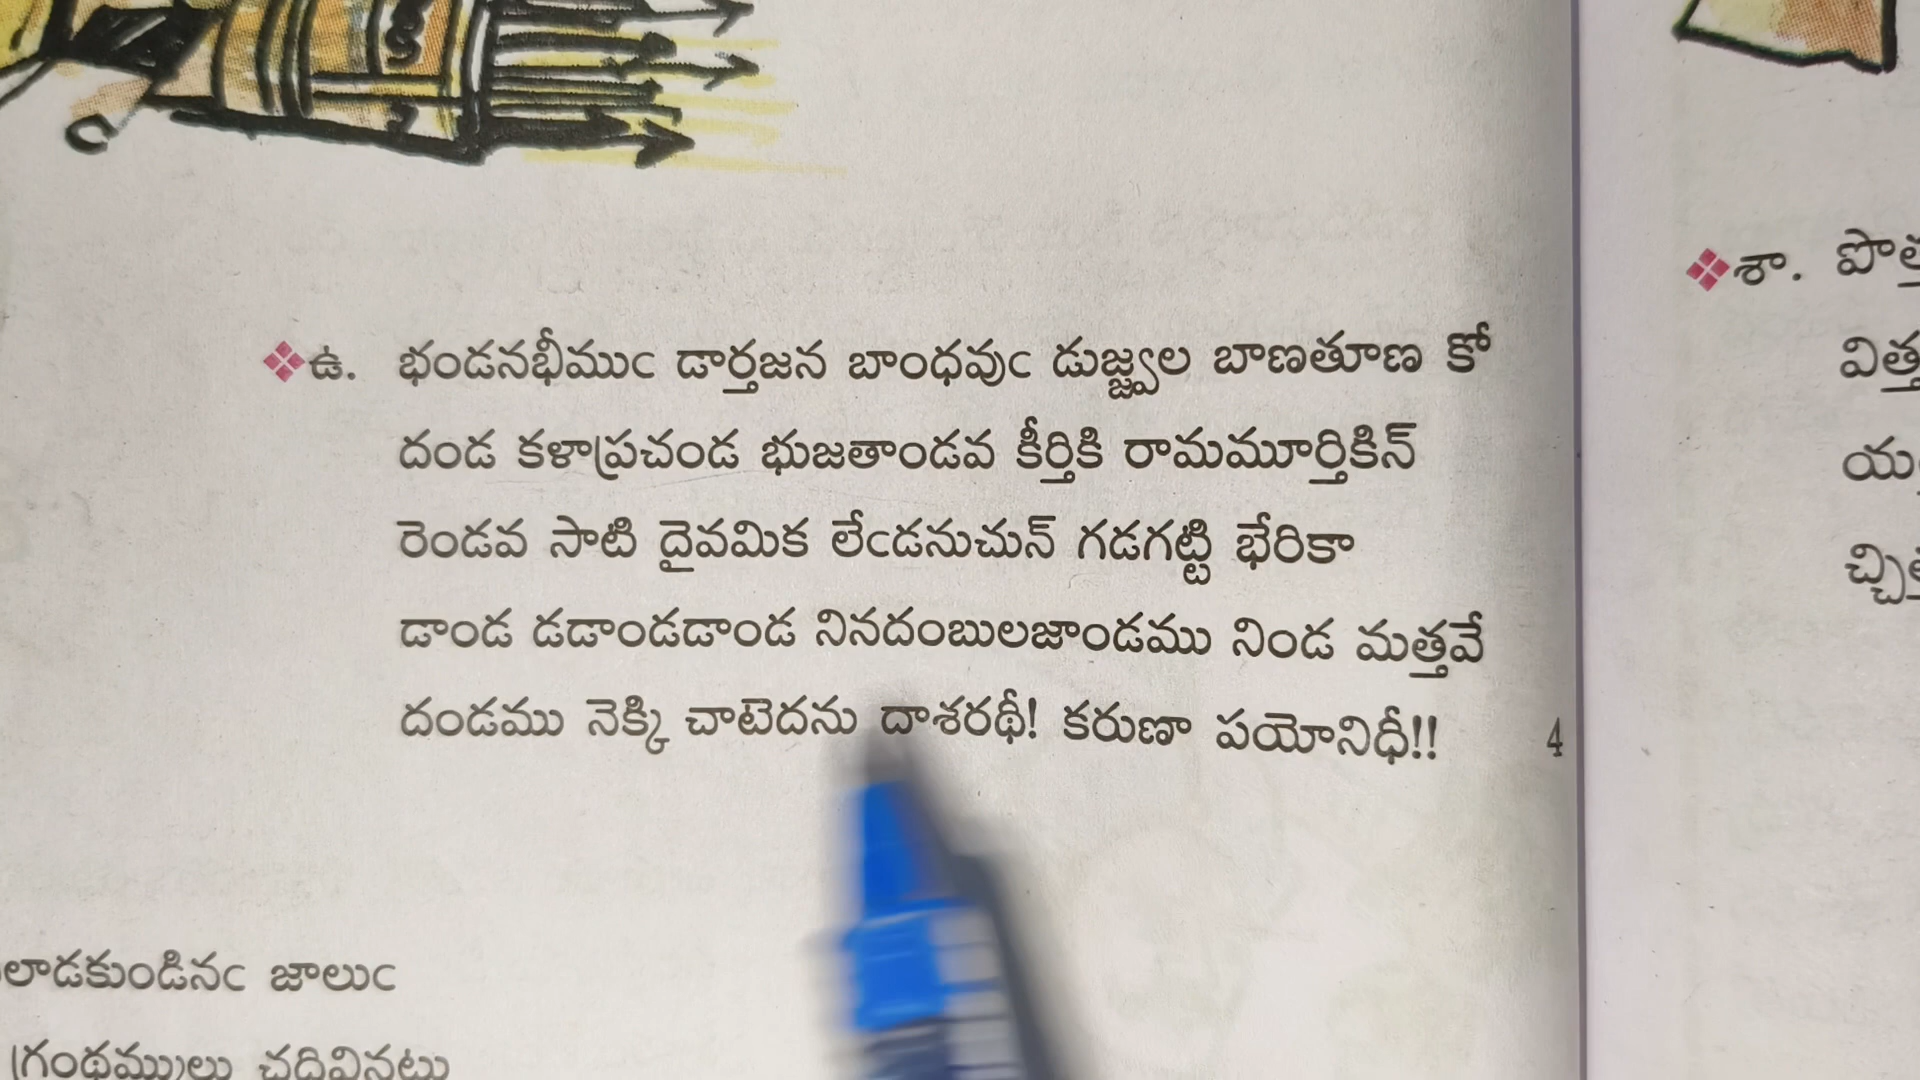 ❖ఉ. భండనభీముఁ డార్తజన బాంధవుఁ డుజ్జ్వల బాణతూణ కో
దండ కళాప్రచండ భుజతాండవ కీర్తికి రామమూర్తికిన్
రెండవ సాటి దైవమిక లేఁడనుచున్ గడగట్టి భేరికా
డాండ డడాండడాండ నినదంబులజాండము నిండ మత్తవే
దండము నెక్కి చాటెదను దాశరథీ! కరుణా పయోనిధీ!! 4
లాడకుండినఁ జాలుఁ
గ్రంథమ్ములు చదివినట్లు
❖శా.